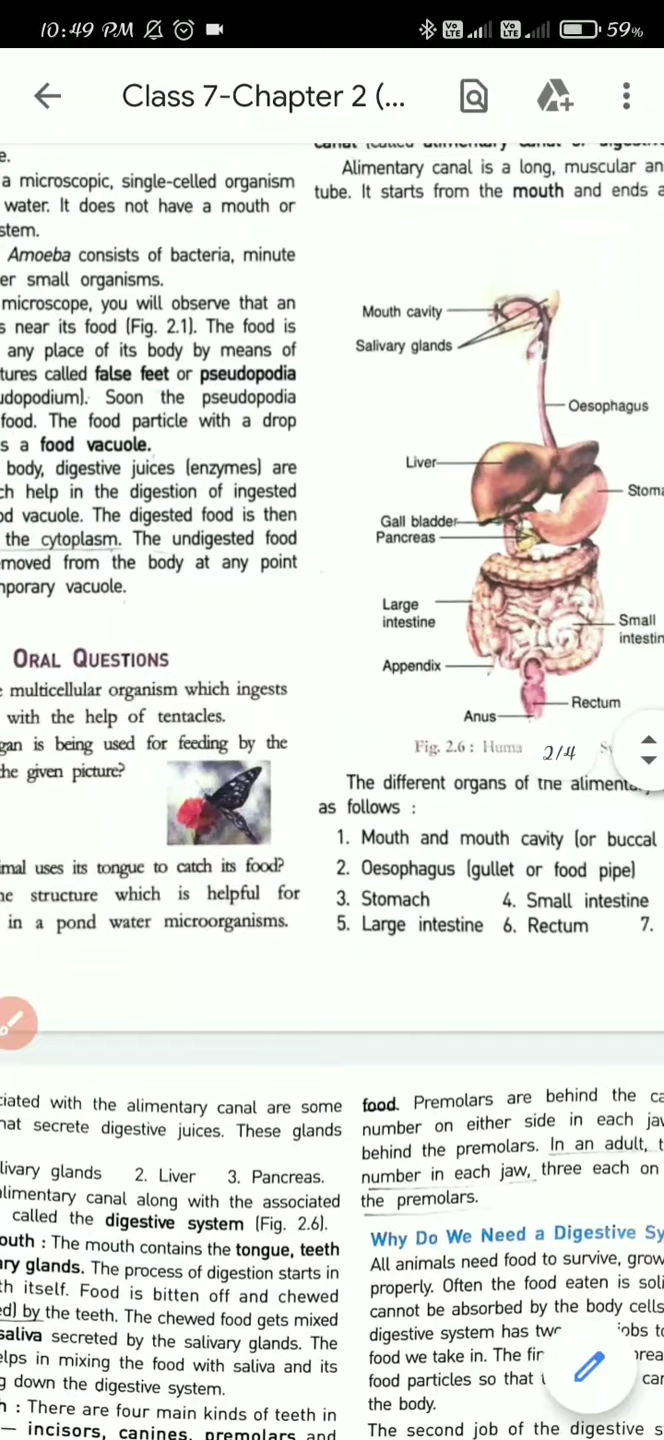 10:49 PM
Vo LTE
Vo LTE
59%
Class 7-Chapter 2 (...
e.
a microscopic, single-celled organism
water. It does not have a mouth or
stem.
Amoeba consists of bacteria, minute
er small organisms.
microscope, you will observe that an
s near its food (Fig. 2.1). The food is
any place of its body by means of
tures called false feet or pseudopodia
udopodium). Soon the pseudopodia
food. The food particle with a drop
s a food vacuole.
body, digestive juices (enzymes) are
ch help in the digestion of ingested
od vacuole. The digested food is then
the cytoplasm. The undigested food
moved from the body at any point
nporary vacuole.
ORAL QUESTIONS
e multicellular organism which ingests
with the help of tentacles.
gan is being used for feeding by the
he given picture?
imal uses its tongue to catch its food?
ne structure which is helpful for
in a pond water microorganisms.
Alimentary canal is a long, muscular an
tube. It starts from the mouth and ends a
Mouth cavity
Salivary glands
Oesophagus
Liver
Stoma
Gall bladder
Pancreas
Large
intestine
Small
intestin
Appendix
Rectum
Anus
Fig. 2.6 : Huma
2/4
The different organs of the alimenta
as follows :
1. Mouth and mouth cavity (or buccal
2. Oesophagus (gullet or food pipe)
3. Stomach 4. Small intestine
5. Large intestine 6. Rectum 7.
ciated with the alimentary canal are some
hat secrete digestive juices. These glands
livary glands 2. Liver 3. Pancreas.
alimentary canal along with the associated
called the digestive system (Fig. 2.6).
outh : The mouth contains the tongue, teeth
ary glands. The process of digestion starts in
th itself. Food is bitten off and chewed
ed) by the teeth. The chewed food gets mixed
saliva secreted by the salivary glands. The
elps in mixing the food with saliva and its
g down the digestive system.
h : There are four main kinds of teeth in
— incisors, canines, premolars and
food. Premolars are behind the ca
number on either side in each jaw
behind the premolars. In an adult, t
number in each jaw, three each on
the premolars.
Why Do We Need a Digestive Sy
All animals need food to survive, grow
properly. Often the food eaten is soli
cannot be absorbed by the body cells
digestive system has two jobs to
food we take in. The fir brea
food particles so that car
the body.
The second job of the digestive s